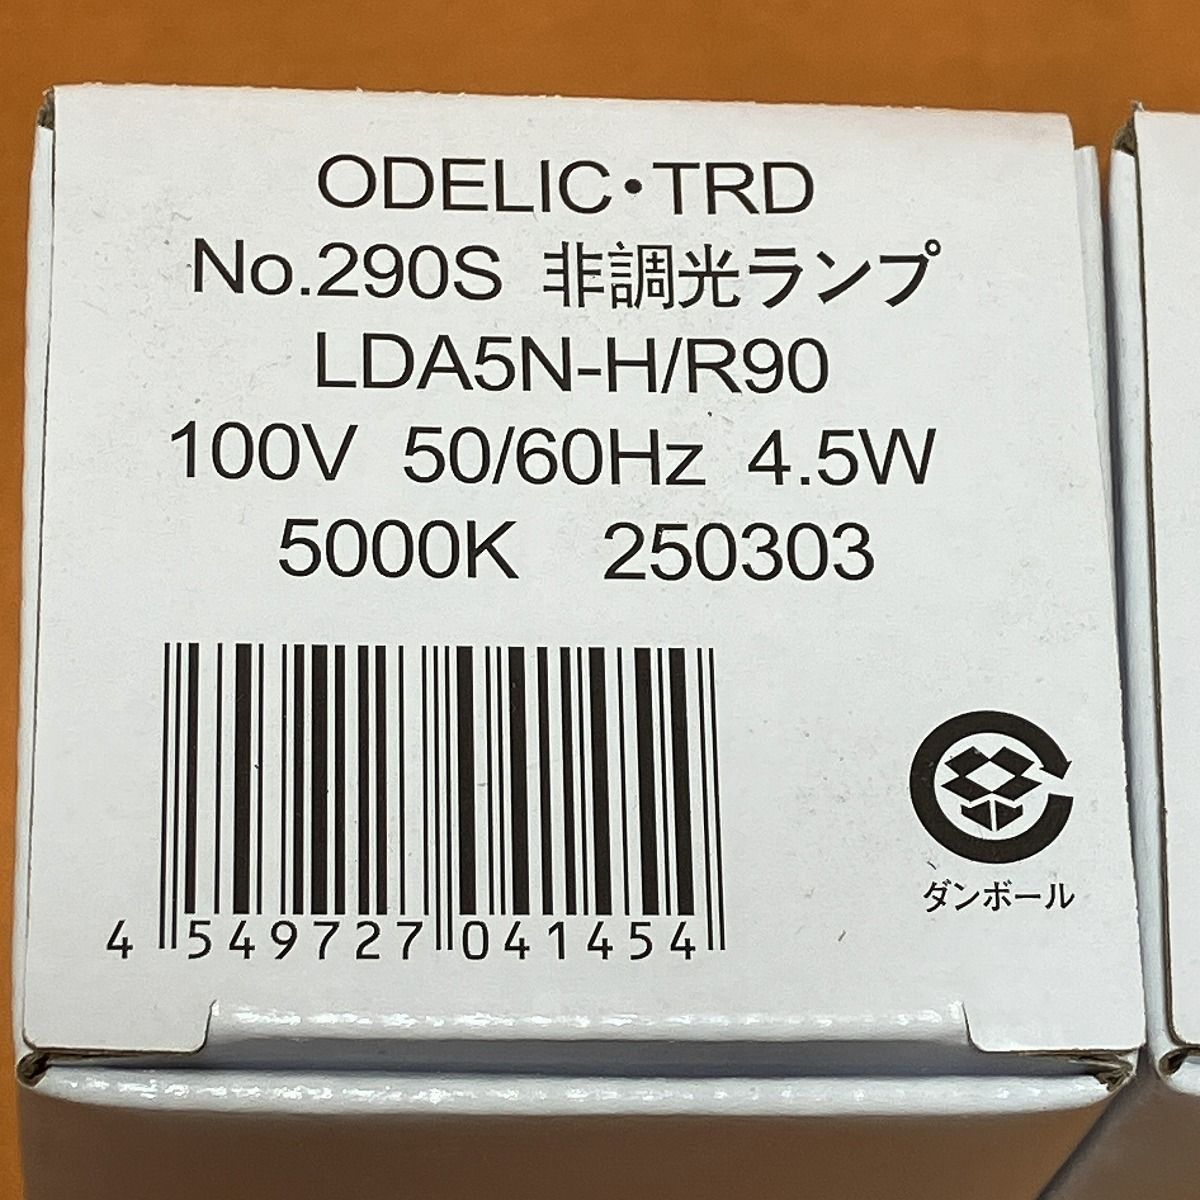 ODELIC・TRD
No.290S 非調光ランプ
LDA5N-H/R90
100V 50/60Hz 4.5W
5000K 250303
4 549727 041454
ダンボール